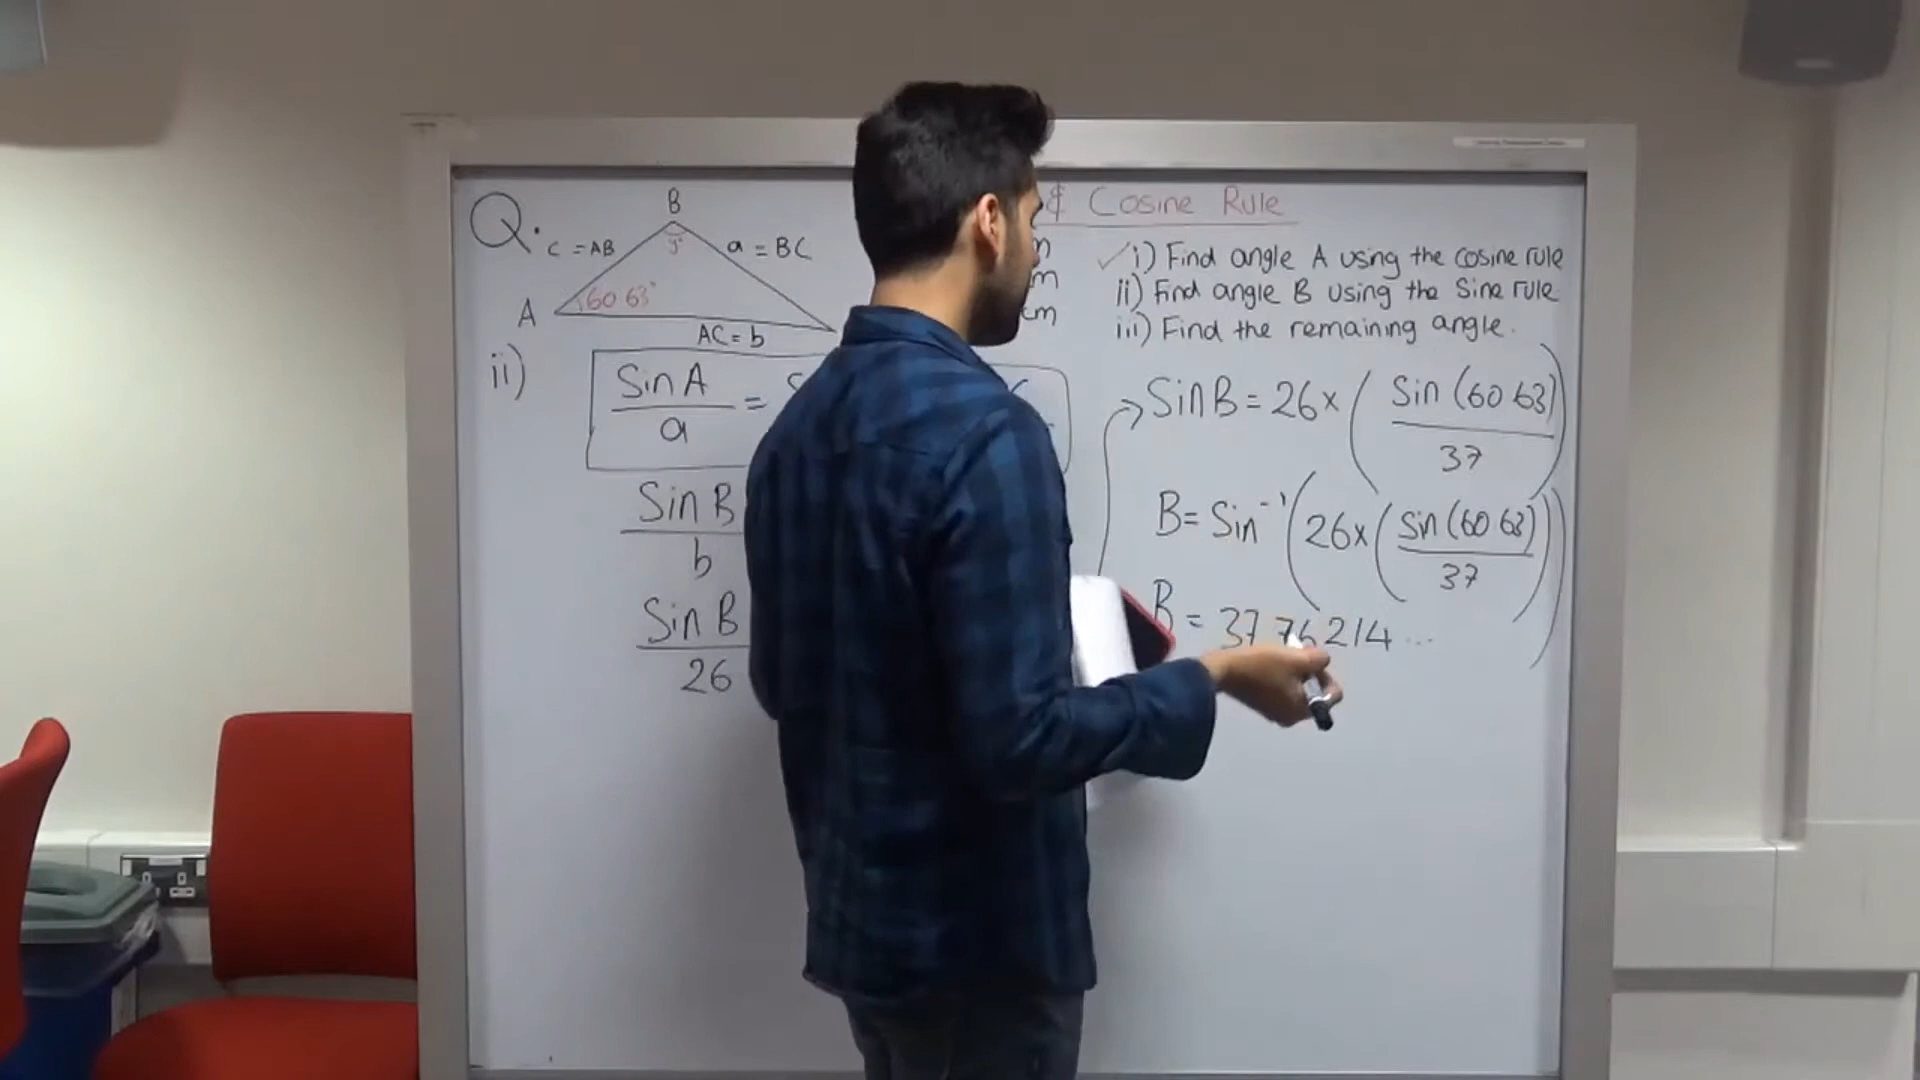 & Cosine Rule
Q.
B
y°
C = AB
a = BC
60.63°
A
AC = b
m
m
cm
✓ i) Find angle A using the cosine rule
ii) Find angle B using the Sine rule
iii) Find the remaining angle.
ii)
Sin A
=
a
Sin B
b
Sin B
26
Sin B = 26 × ( Sin (60.63) / 37 )
B = Sin⁻¹ ( 26 × ( Sin (60.63) / 37 ) )
B = 37.76214...